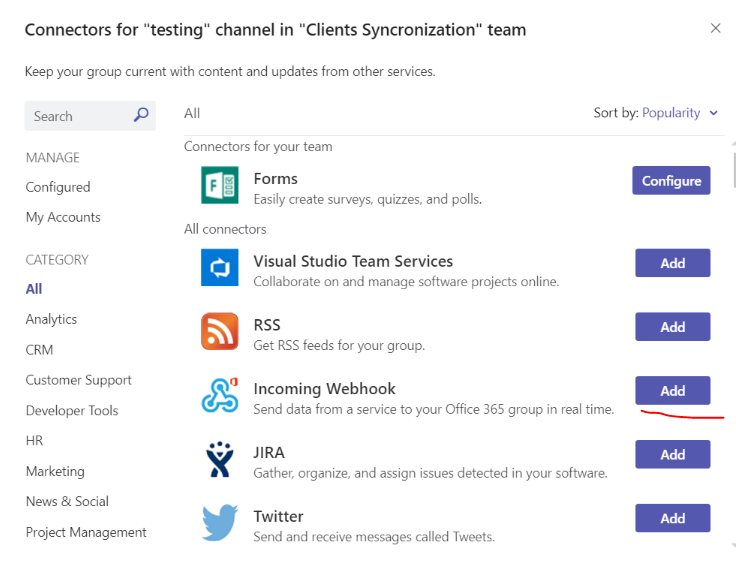 Connectors for "testing" channel in "Clients Syncronization" team
Keep your group current with content and updates from other services.
Search
All
Sort by: Popularity
MANAGE
Configured
My Accounts
CATEGORY
All
Analytics
CRM
Customer Support
Developer Tools
HR
Marketing
News & Social
Project Management
Connectors for your team
Forms
Easily create surveys, quizzes, and polls.
Configure
All connectors
Visual Studio Team Services
Collaborate on and manage software projects online.
Add
RSS
Get RSS feeds for your group.
Add
Incoming Webhook
Send data from a service to your Office 365 group in real time.
Add
JIRA
Gather, organize, and assign issues detected in your software.
Add
Twitter
Send and receive messages called Tweets.
Add